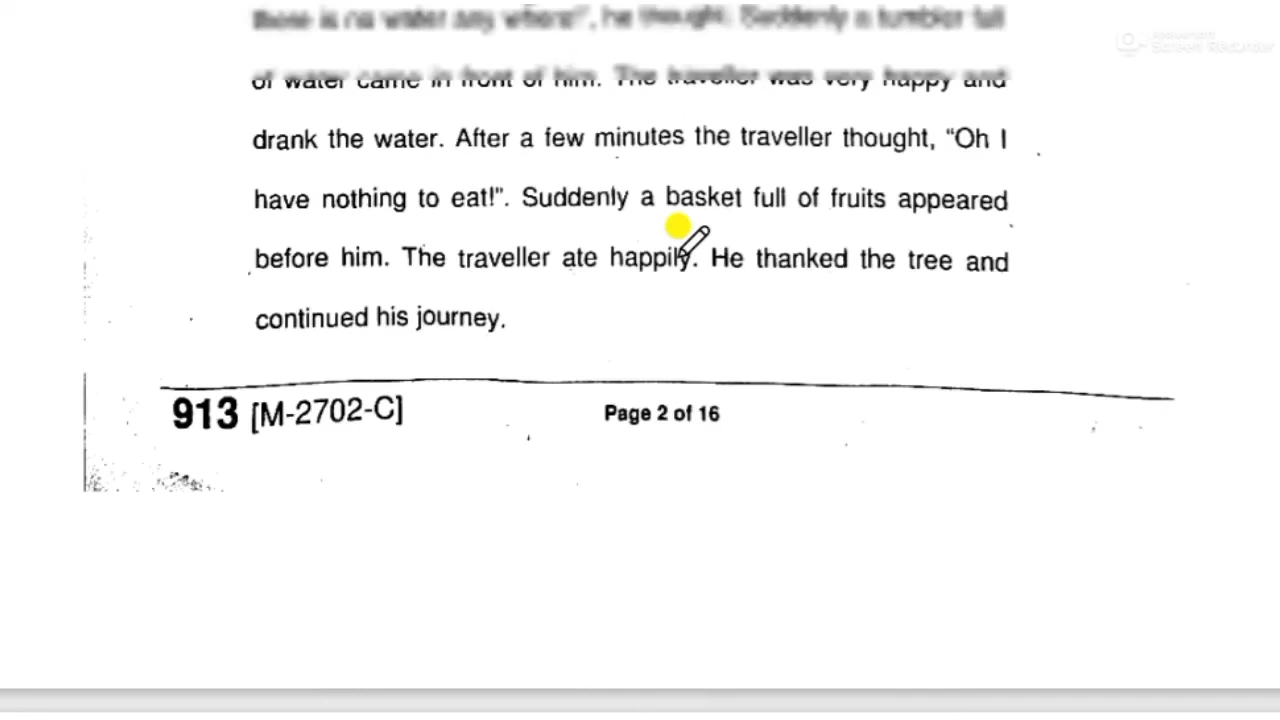 there is no water any where!", he thought. Suddenly a tumbler full
of water came in front of him. The traveller was very happy and
drank the water. After a few minutes the traveller thought, "Oh I
have nothing to eat!". Suddenly a basket full of fruits appeared
before him. The traveller ate happily. He thanked the tree and
continued his journey.
913 [M-2702-C]
Page 2 of 16
Screen Recorder